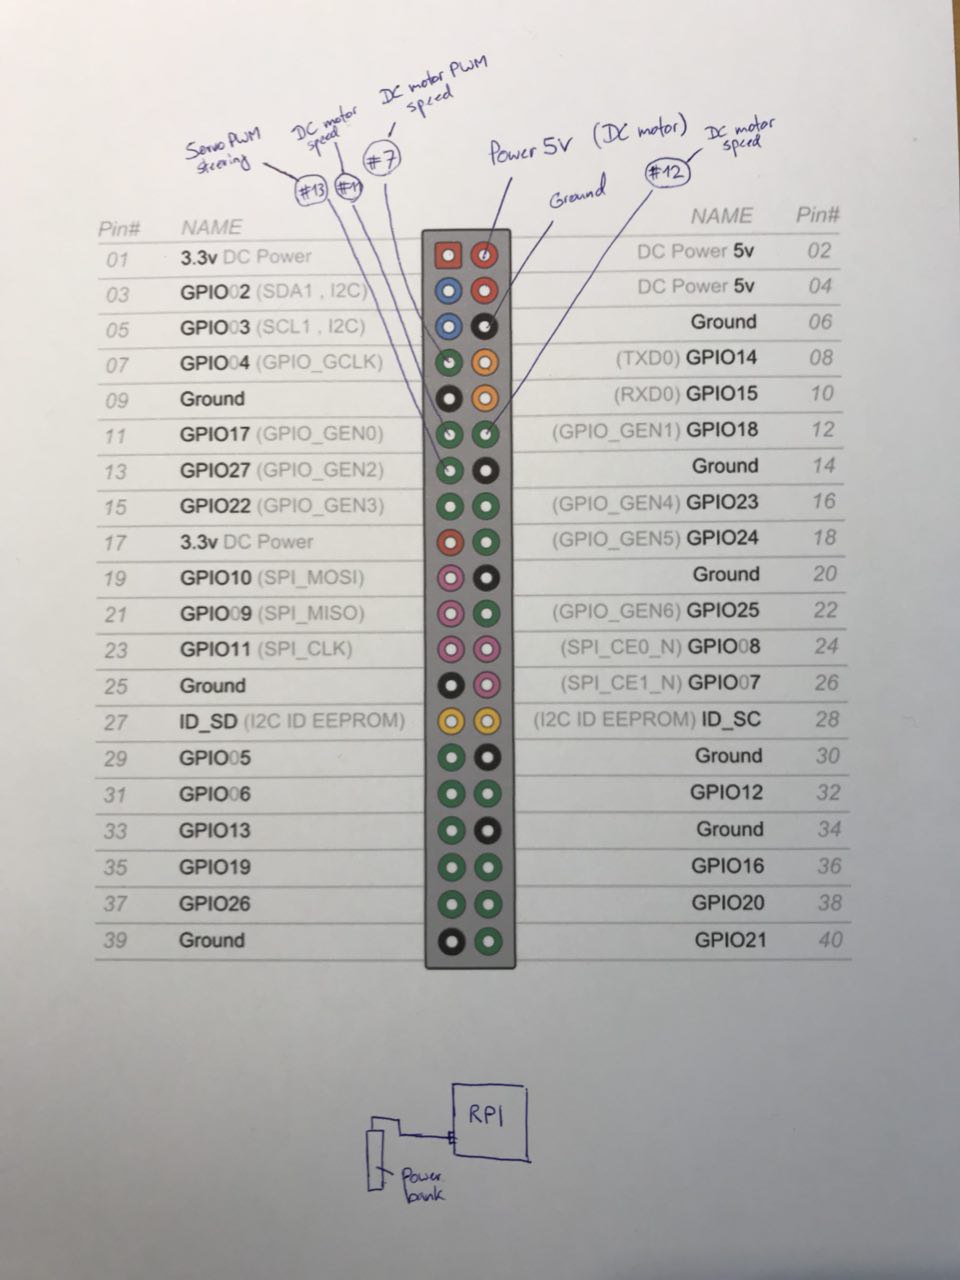 Servo PWM
steering
DC motor
speed
DC motor PWM
speed
Power 5V (DC motor)
Ground
DC motor
speed
#13
#11
#7
#12
Pin# NAME NAME Pin#
01 3.3v DC Power DC Power 5v 02
03 GPIO02 (SDA1 , I2C) DC Power 5v 04
05 GPIO03 (SCL1 , I2C) Ground 06
07 GPIO04 (GPIO_GCLK) (TXD0) GPIO14 08
09 Ground (RXD0) GPIO15 10
11 GPIO17 (GPIO_GEN0) (GPIO_GEN1) GPIO18 12
13 GPIO27 (GPIO_GEN2) Ground 14
15 GPIO22 (GPIO_GEN3) (GPIO_GEN4) GPIO23 16
17 3.3v DC Power (GPIO_GEN5) GPIO24 18
19 GPIO10 (SPI_MOSI) Ground 20
21 GPIO09 (SPI_MISO) (GPIO_GEN6) GPIO25 22
23 GPIO11 (SPI_CLK) (SPI_CE0_N) GPIO08 24
25 Ground (SPI_CE1_N) GPIO07 26
27 ID_SD (I2C ID EEPROM) (I2C ID EEPROM) ID_SC 28
29 GPIO05 Ground 30
31 GPIO06 GPIO12 32
33 GPIO13 Ground 34
35 GPIO19 GPIO16 36
37 GPIO26 GPIO20 38
39 Ground GPIO21 40
RPI
Power
bank